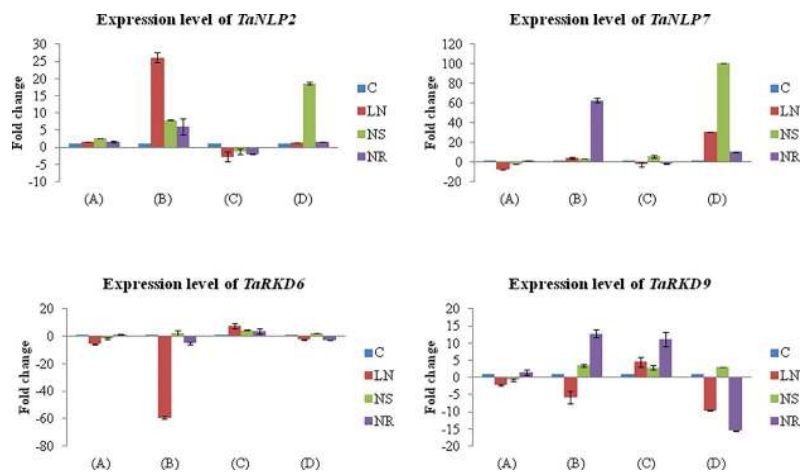 Expression level of TaNLP2
Fold change
30
25
20
15
10
5
0
-5
-10
(A) (B) (C) (D)
C
LN
NS
NR
Expression level of TaNLP7
Fold change
120
100
80
60
40
20
0
-20
(A) (B) (C) (D)
C
LN
NS
NR
Expression level of TaRKD6
Fold change
20
0
-20
-40
-60
-80
(A) (B) (C) (D)
C
LN
NS
NR
Expression level of TaRKD9
Fold change
20
15
10
5
0
-5
-10
-15
-20
(A) (B) (C) (D)
C
LN
NS
NR